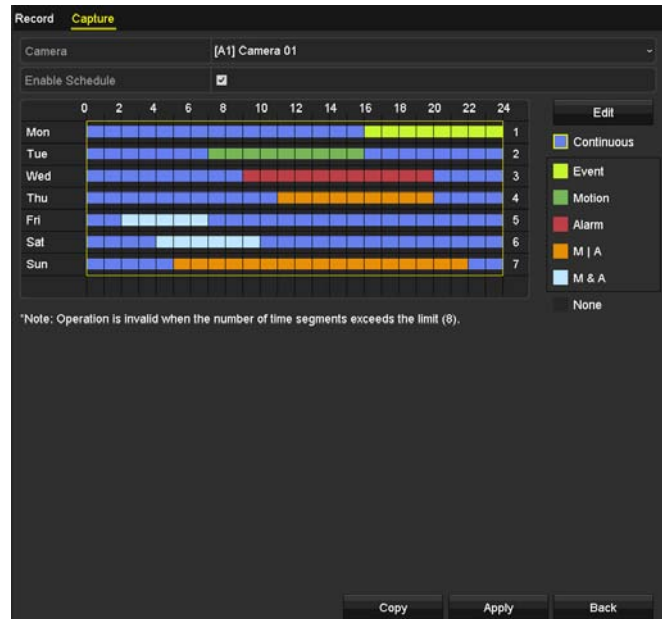 Record Capture
Camera [A1] Camera 01
Enable Schedule
0 2 4 6 8 10 12 14 16 18 20 22 24
Edit
Mon 1
Continuous
Tue 2
Wed 3
Event
Thu 4
Motion
Fri 5
Alarm
Sat 6
M | A
Sun 7
M & A
None
*Note: Operation is invalid when the number of time segments exceeds the limit (8).
Copy Apply Back